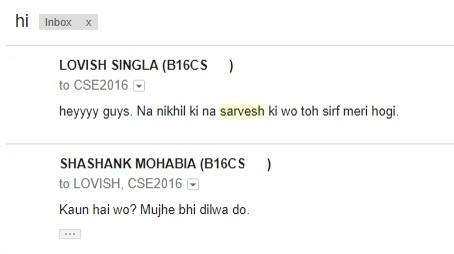 hi Inbox x
LOVISH SINGLA (B16CS )
to CSE2016
heyyyy guys. Na nikhil ki na sarvesh ki wo toh sirf meri hogi.
SHASHANK MOHABIA (B16CS )
to LOVISH, CSE2016
Kaun hai wo? Mujhe bhi dilwa do.
...